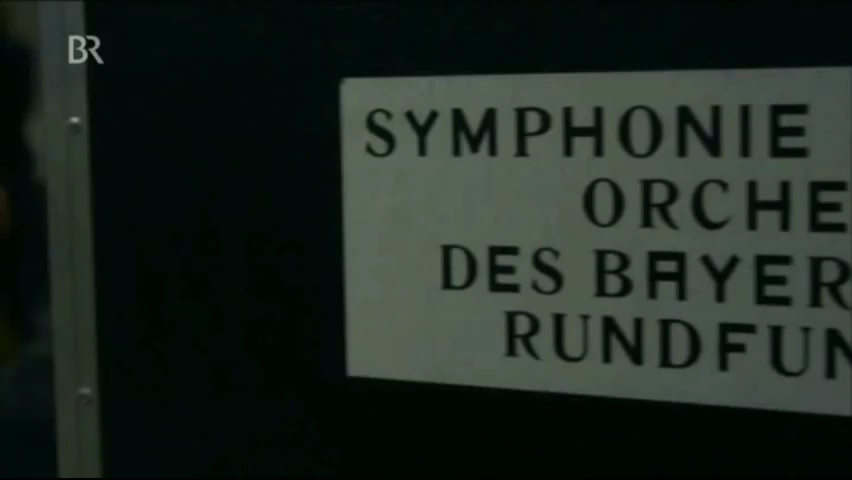 BR
SYMPHONIE
ORCHE
DES BAYER
RUNDFUN